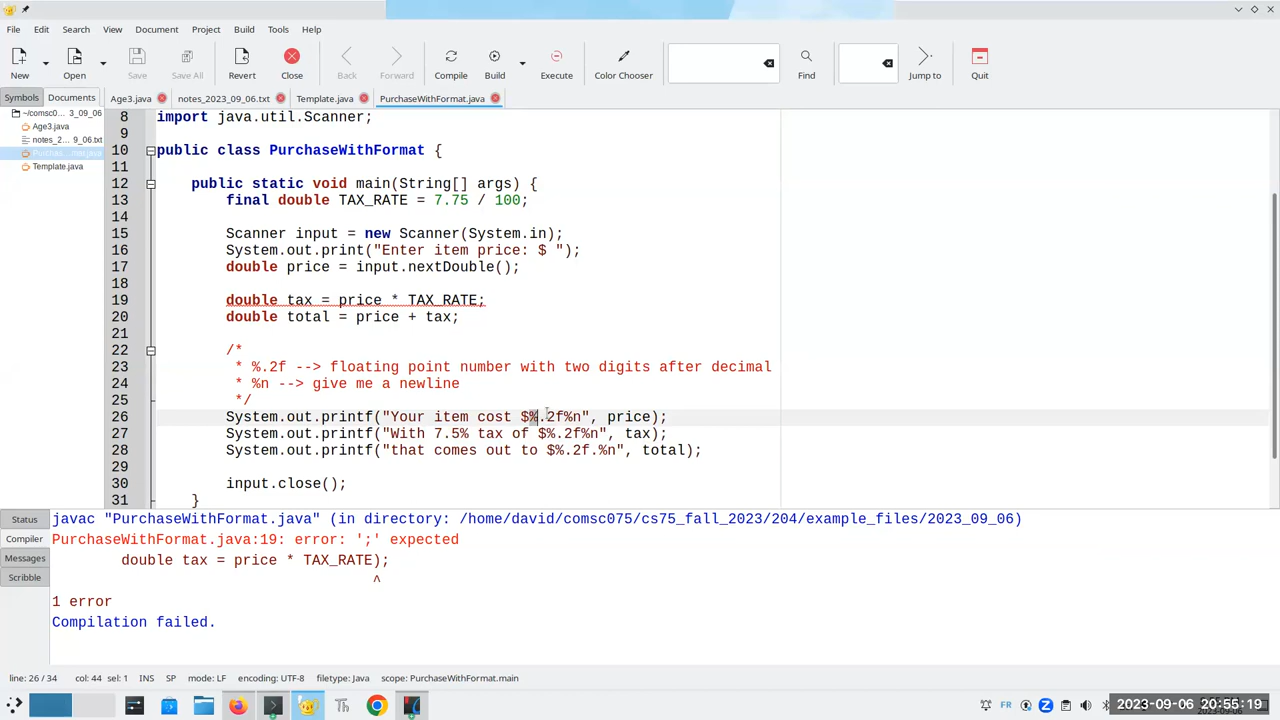 File Edit Search View Document Project Build Tools Help
New Open Save Save All Revert Close Back Forward Compile Build Execute Color Chooser Find Jump to Quit
Symbols Documents Age3.java notes_2023_09_06.txt Template.java PurchaseWithFormat.java
~/comsc0... 3_09_06
Age3.java
notes_2... 9_06.txt
Purchas...mat.java
Template.java
8 import java.util.Scanner;
9
10 public class PurchaseWithFormat {
11
12 public static void main(String[] args) {
13 final double TAX_RATE = 7.75 / 100;
14
15 Scanner input = new Scanner(System.in);
16 System.out.print("Enter item price: $ ");
17 double price = input.nextDouble();
18
19 double tax = price * TAX_RATE;
20 double total = price + tax;
21
22 /*
23 * %.2f --> floating point number with two digits after decimal
24 * %n --> give me a newline
25 */
26 System.out.printf("Your item cost $%.2f%n", price);
27 System.out.printf("With 7.5% tax of $%.2f%n", tax);
28 System.out.printf("that comes out to $%.2f.%n", total);
29
30 input.close();
31 }
Status
Compiler
Messages
Scribble
javac "PurchaseWithFormat.java" (in directory: /home/david/comsc075/cs75_fall_2023/204/example_files/2023_09_06)
PurchaseWithFormat.java:19: error: ';' expected
double tax = price * TAX_RATE);
^
1 error
Compilation failed.
line: 26 / 34 col: 44 sel: 1 INS SP mode: LF encoding: UTF-8 filetype: Java scope: PurchaseWithFormat.main
FR 2023-09-06 20:55:19